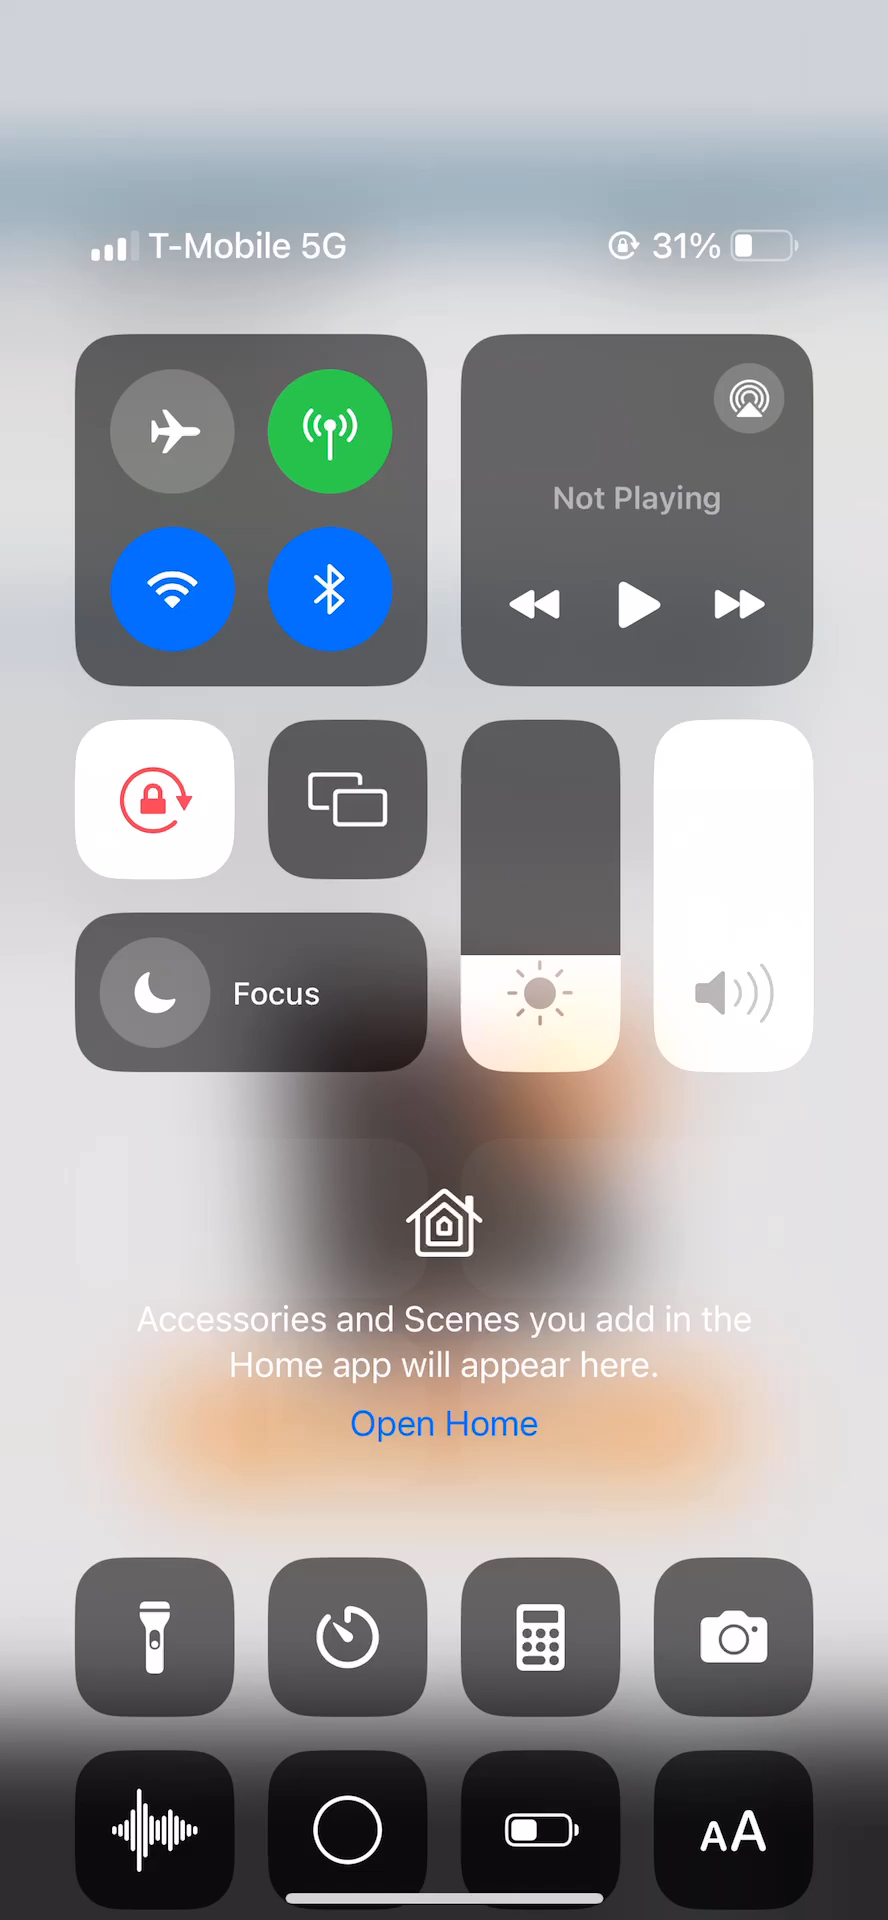 T-Mobile 5G
31%
Not Playing
Focus
Accessories and Scenes you add in the
Home app will appear here.
Open Home
AA